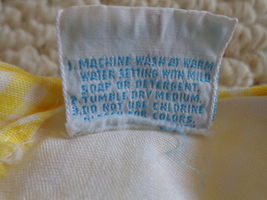 1. MACHINE WASH AT WARM
WATER SETTING WITH MILD
SOAP OR DETERGENT.
2. TUMBLE DRY MEDIUM.
3. DO NOT USE CHLORINE
COLORS.